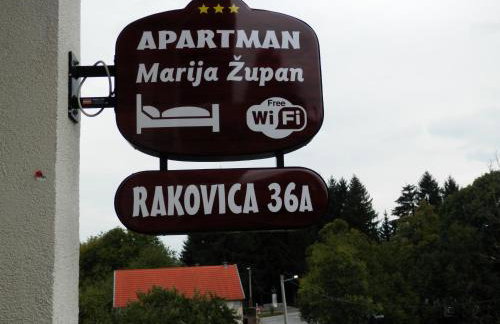 APARTMAN
Marija Župan
Free
WiFi
RAKOVICA 36A